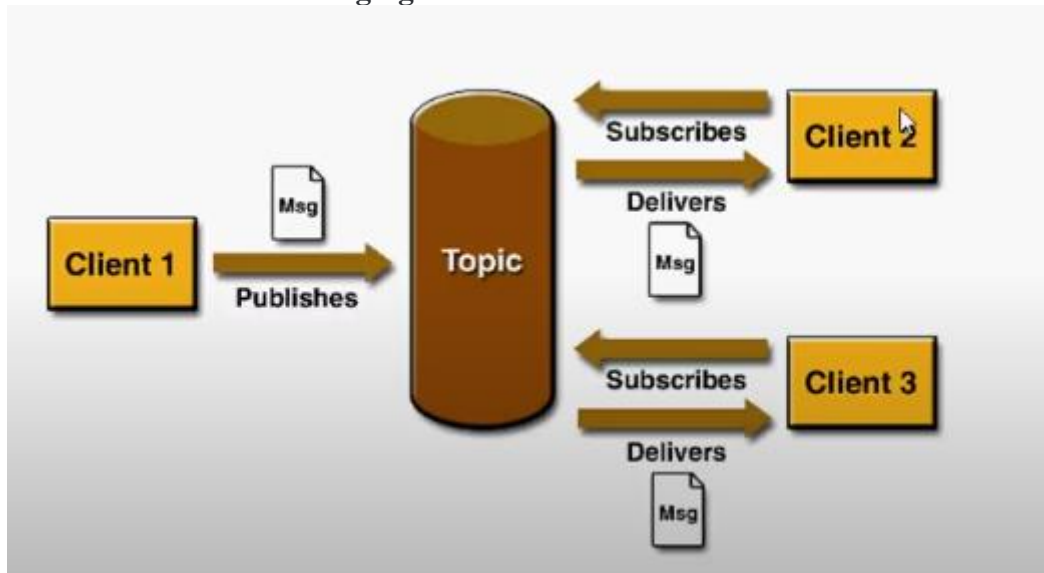 Client 1
Msg
Publishes
Topic
Subscribes
Client 2
Delivers
Msg
Subscribes
Client 3
Delivers
Msg